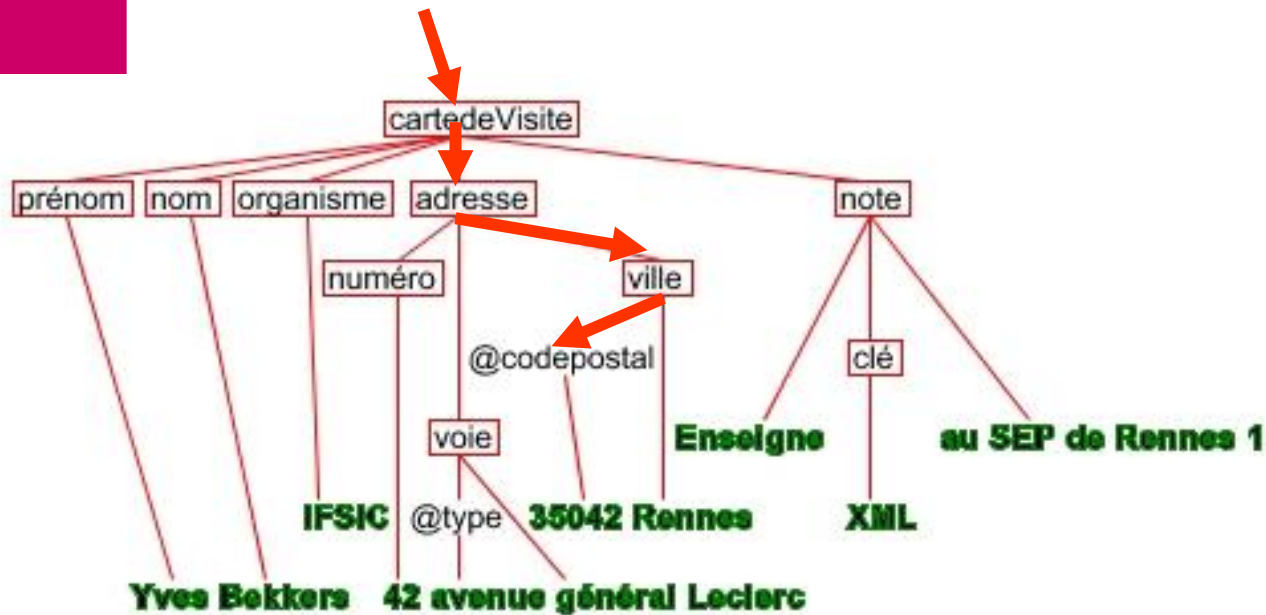 cartedeVisite
prénom nom organisme adresse note
numéro ville
@codepostal clé
voie Enseigne au SEP de Rennes 1
IFSIC @type 35042 Rennes XML
Yves Bekkers 42 avenue général Leclerc